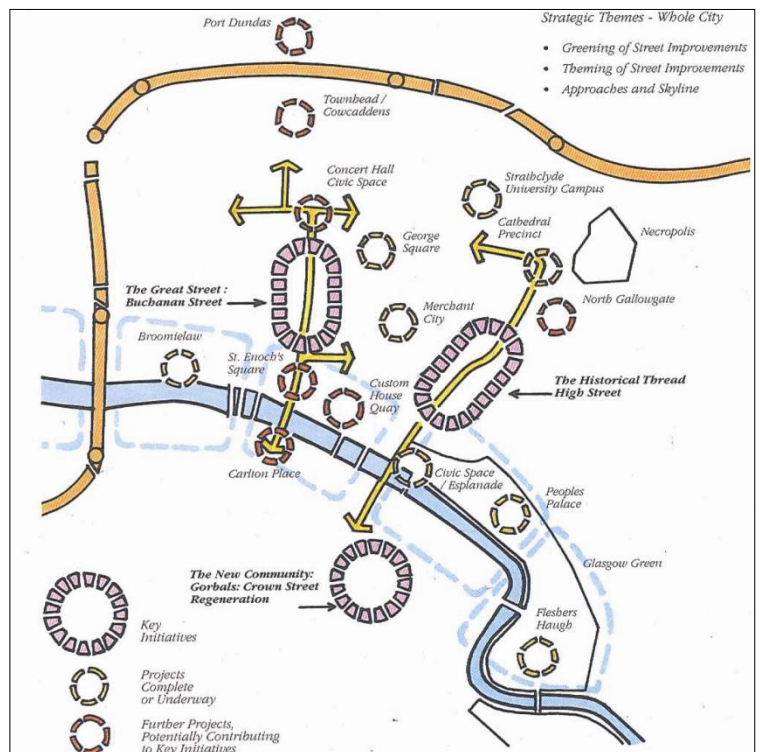 Port Dundas
Strategic Themes - Whole City
• Greening of Street Improvements
• Theming of Street Improvements
• Approaches and Skyline
Townhead /
Cowcaddens
Concert Hall
Civic Space
Strathclyde
University Campus
Cathedral
Precinct
Necropolis
George
Square
The Great Street :
Buchanan Street
North Gallowgate
Merchant
City
Broomielaw
St. Enoch's
Square
Custom
House
Quay
The Historical Thread
High Street
Carlton Place
Civic Space
/ Esplanade
Peoples
Palace
Glasgow Green
The New Community:
Gorbals: Crown Street
Regeneration
Fleshers
Haugh
Key
Initiatives
Projects
Complete
or Underway
Further Projects,
Potentially Contributing
to Key Initiatives